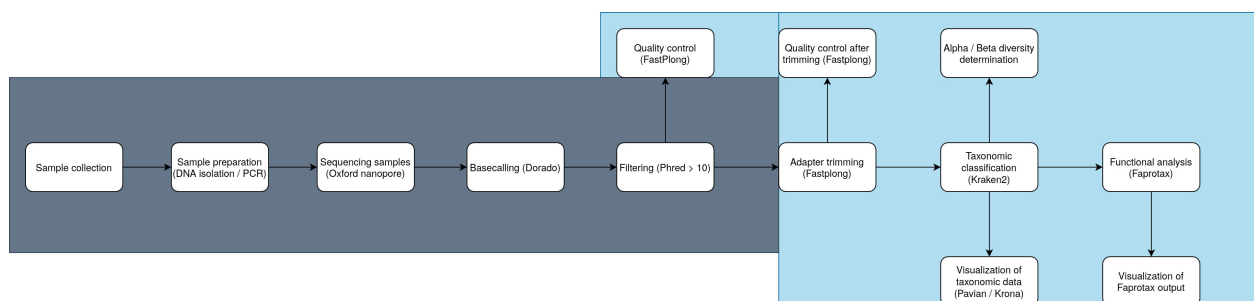 Quality control
(FastPlong)
Quality control after
trimming (Fastplong)
Alpha / Beta diversity
determination
Sample collection
Sample preparation
(DNA isolation / PCR)
Sequencing samples
(Oxford nanopore)
Basecalling (Dorado)
Filtering (Phred > 10)
Adapter trimming
(Fastplong)
Taxonomic
classification
(Kraken2)
Functional analysis
(Faprotax)
Visualization of
taxonomic data
(Pavian / Krona)
Visualization of
Faprotax output